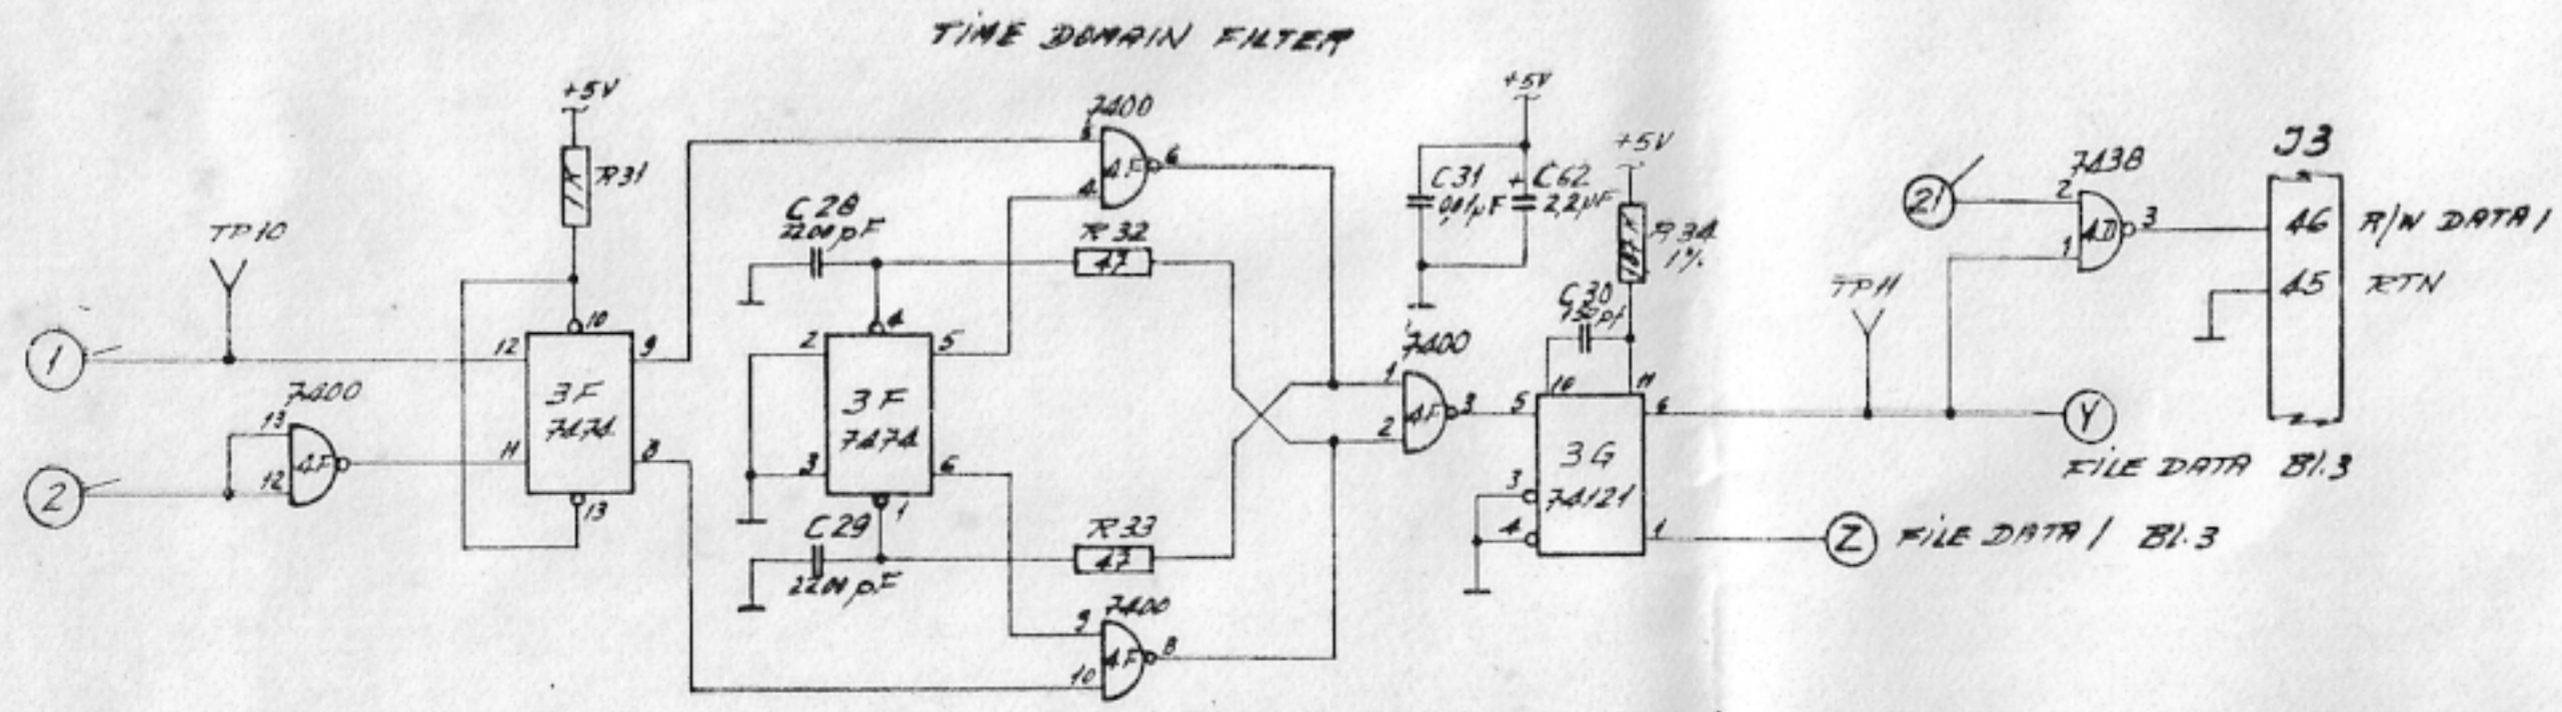 TIME DOMAIN FILTER
+5V
1K
R31
TP10
1
2
7400
13
12
4F
12
11
10
13
9
8
3F
7474
C28
2200pF
2
3
4
1
5
6
3F
7474
C29
2200pF
7400
5
4
4F
6
R32
47
R33
47
7400
9
10
4F
8
+5V
C31
0,01µF
+
C62
2,2µF
+5V
R34
1%
C30
7400
1
2
4F
3
5
10
11
6
3
4
1
3G
74121
TP11
21
7438
2
1
4D
3
J3
46
R/W DATA/
45
RTN
Y
FILE DATA Bl.3
Z
FILE DATA/ Bl.3